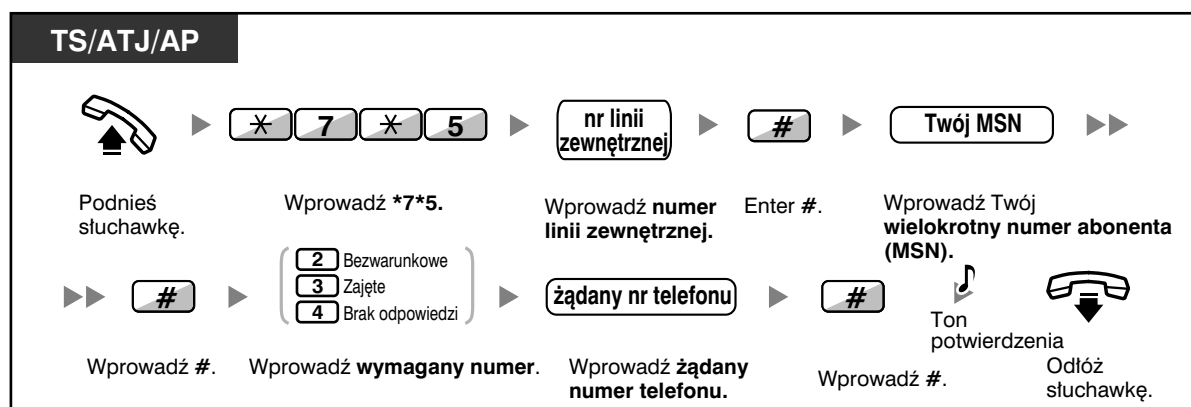 TS/ATJ/AP
* 7 * 5
nr linii
zewnętrznej
#
Twój MSN
Podnieś
słuchawkę.
Wprowadź *7*5.
Wprowadź numer
linii zewnętrznej.
Enter #.
Wprowadź Twój
wielokrotny numer abonenta
(MSN).
#
2 Bezwarunkowe
3 Zajęte
4 Brak odpowiedzi
żądany nr telefonu
#
Ton
potwierdzenia
Wprowadź #.
Wprowadź wymagany numer.
Wprowadź żądany
numer telefonu.
Wprowadź #.
Odłóż
słuchawkę.